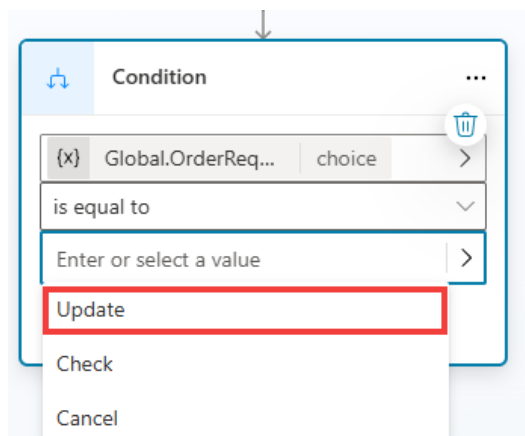 Condition
...
{x} Global.OrderReq... choice
is equal to
Enter or select a value
Update
Check
Cancel